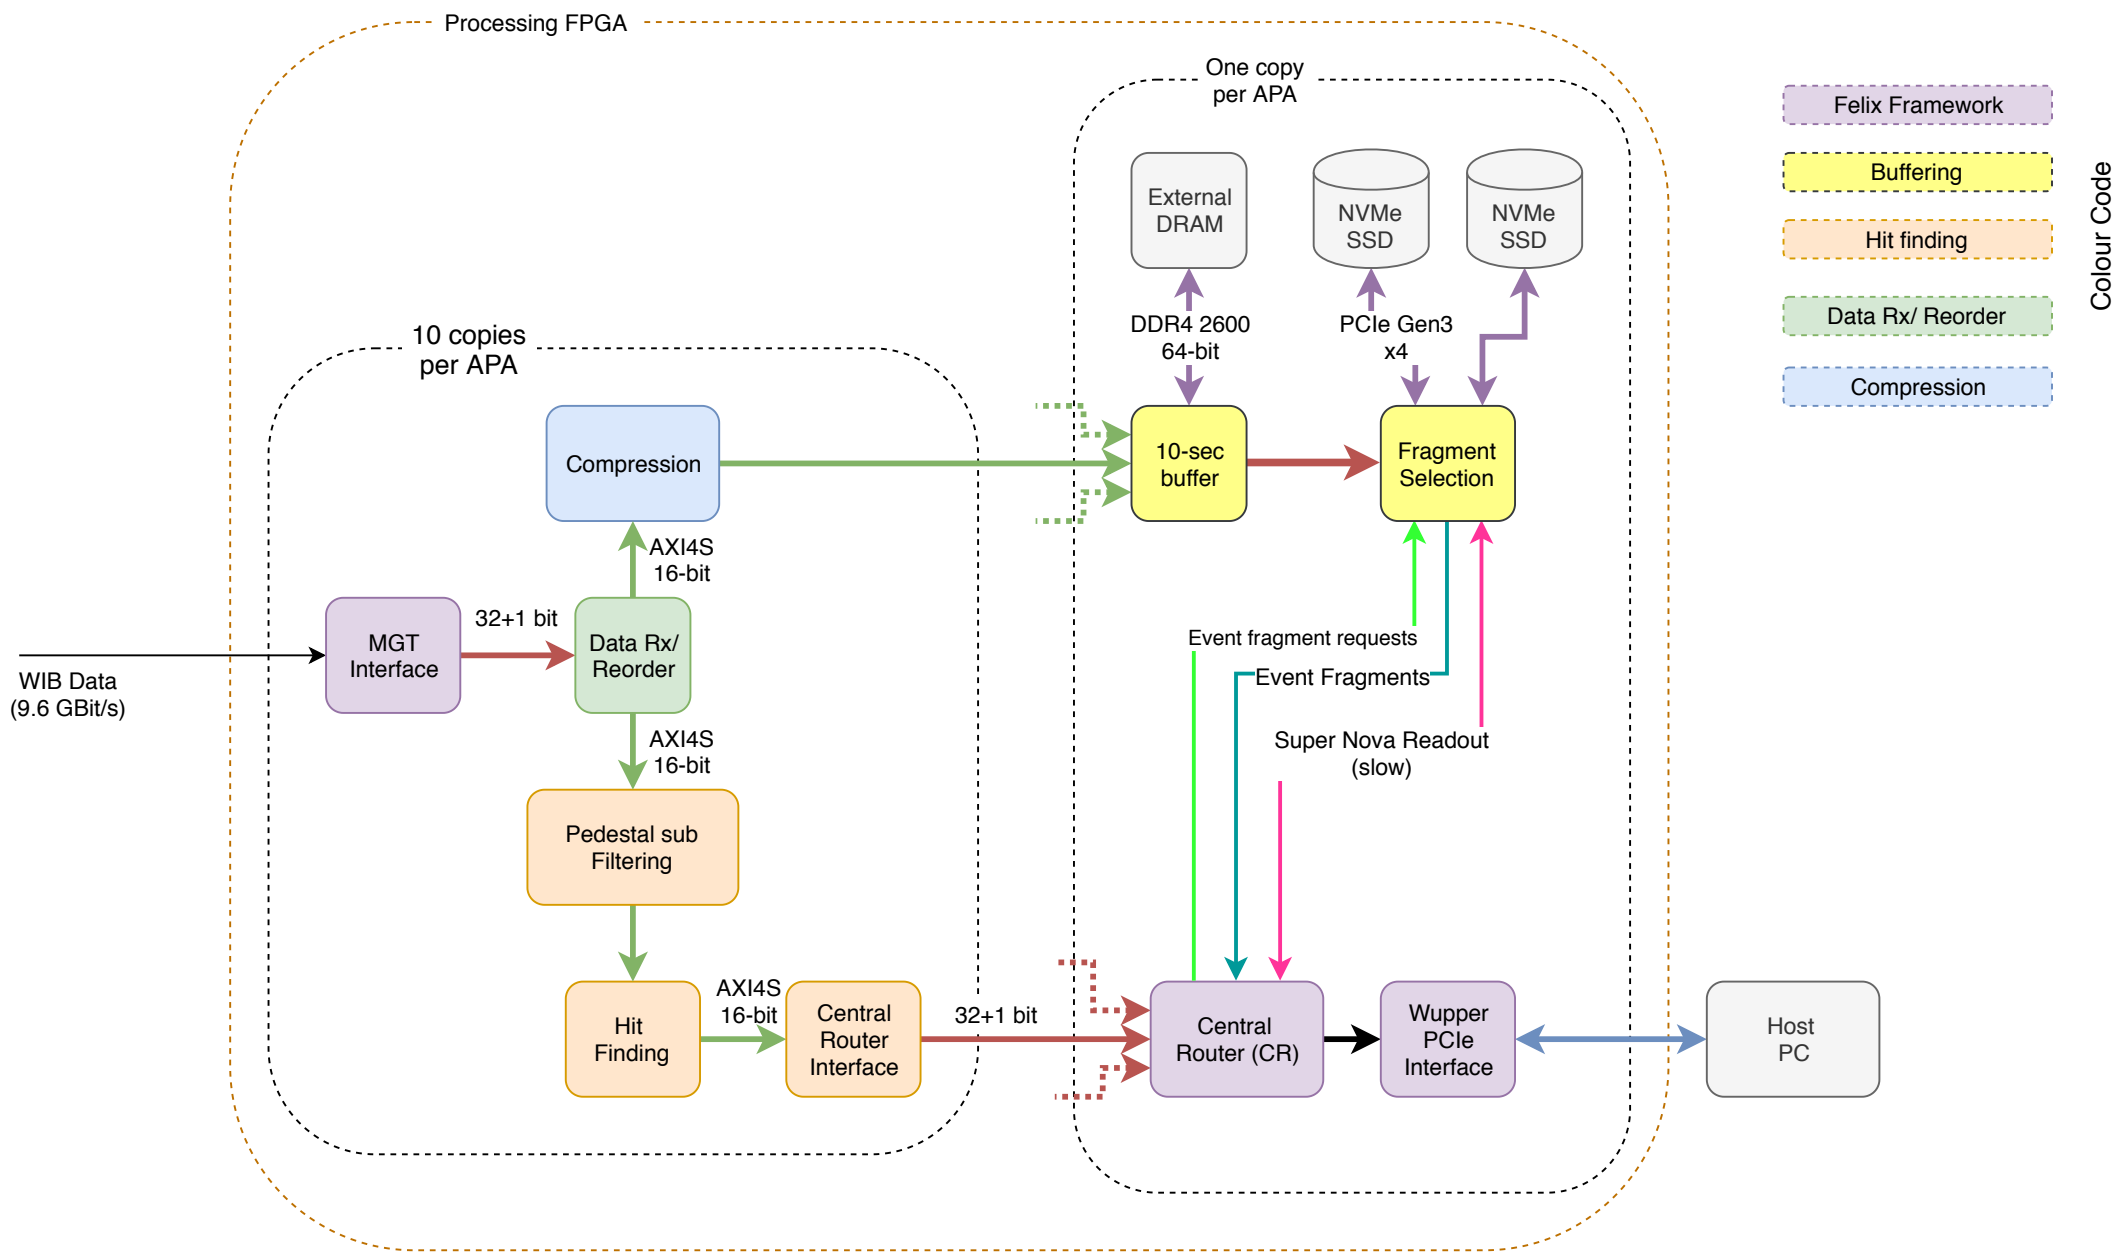 Processing FPGA
One copy
per APA
Felix Framework
Buffering
Hit finding
Data Rx/ Reorder
Compression
Colour Code
External
DRAM
NVMe
SSD
NVMe
SSD
DDR4 2600
64-bit
PCIe Gen3
x4
10 copies
per APA
Compression
10-sec
buffer
Fragment
Selection
AXI4S
16-bit
MGT
Interface
32+1 bit
Data Rx/
Reorder
WIB Data
(9.6 GBit/s)
Event fragment requests
Event Fragments
Super Nova Readout
(slow)
AXI4S
16-bit
Pedestal sub
Filtering
Hit
Finding
AXI4S
16-bit
Central
Router
Interface
32+1 bit
Central
Router (CR)
Wupper
PCIe
Interface
Host
PC